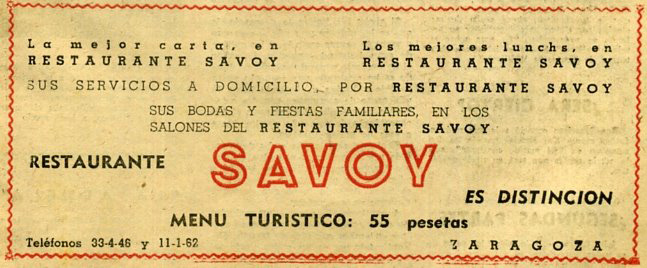 La mejor carta, en
RESTAURANTE SAVOY
Los mejores lunchs, en
RESTAURANTE SAVOY
SUS SERVICIOS A DOMICILIO, POR RESTAURANTE SAVOY
SUS BODAS Y FIESTAS FAMILIARES, EN LOS
SALONES DEL RESTAURANTE SAVOY
RESTAURANTE SAVOY
ES DISTINCION
MENU TURISTICO: 55 pesetas
Teléfonos 33-4-46 y 11-1-62
ZARAGOZA